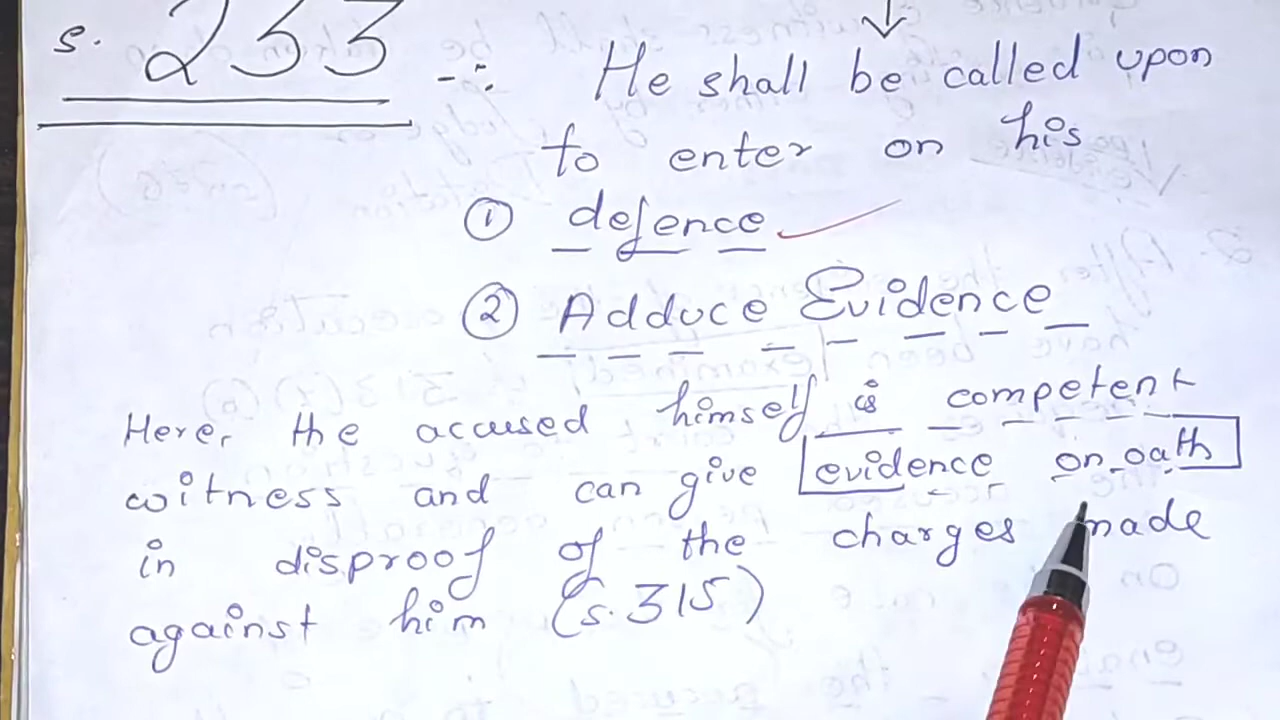 s. 233 -: He shall be called upon
to enter on his
① defence
② Adduce Evidence
Here, the accused himself is competent
witness and can give evidence on oath
in disproof of the charges made
against him (s. 315)